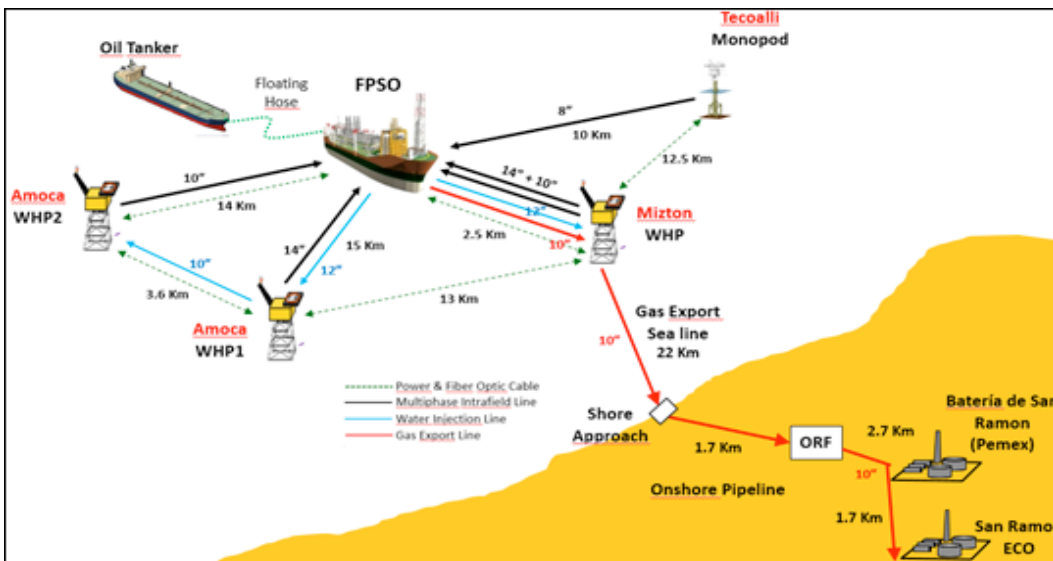 Oil Tanker
Floating
Hose
FPSO
Tecoalli
Monopod
8"
10 Km
12.5 Km
10"
14 Km
Amoca
WHP2
14" + 10"
12"
10"
2.5 Km
Mizton
WHP
14"
15 Km
12"
10"
3.6 Km
13 Km
Amoca
WHP1
Gas Export
Sea line
22 Km
10"
Power & Fiber Optic Cable
Multiphase Intrafield Line
Water Injection Line
Gas Export Line
Shore
Approach
1.7 Km
ORF
2.7 Km
10"
Batería de San
Ramon
(Pemex)
Onshore Pipeline
1.7 Km
San Ramo
ECO